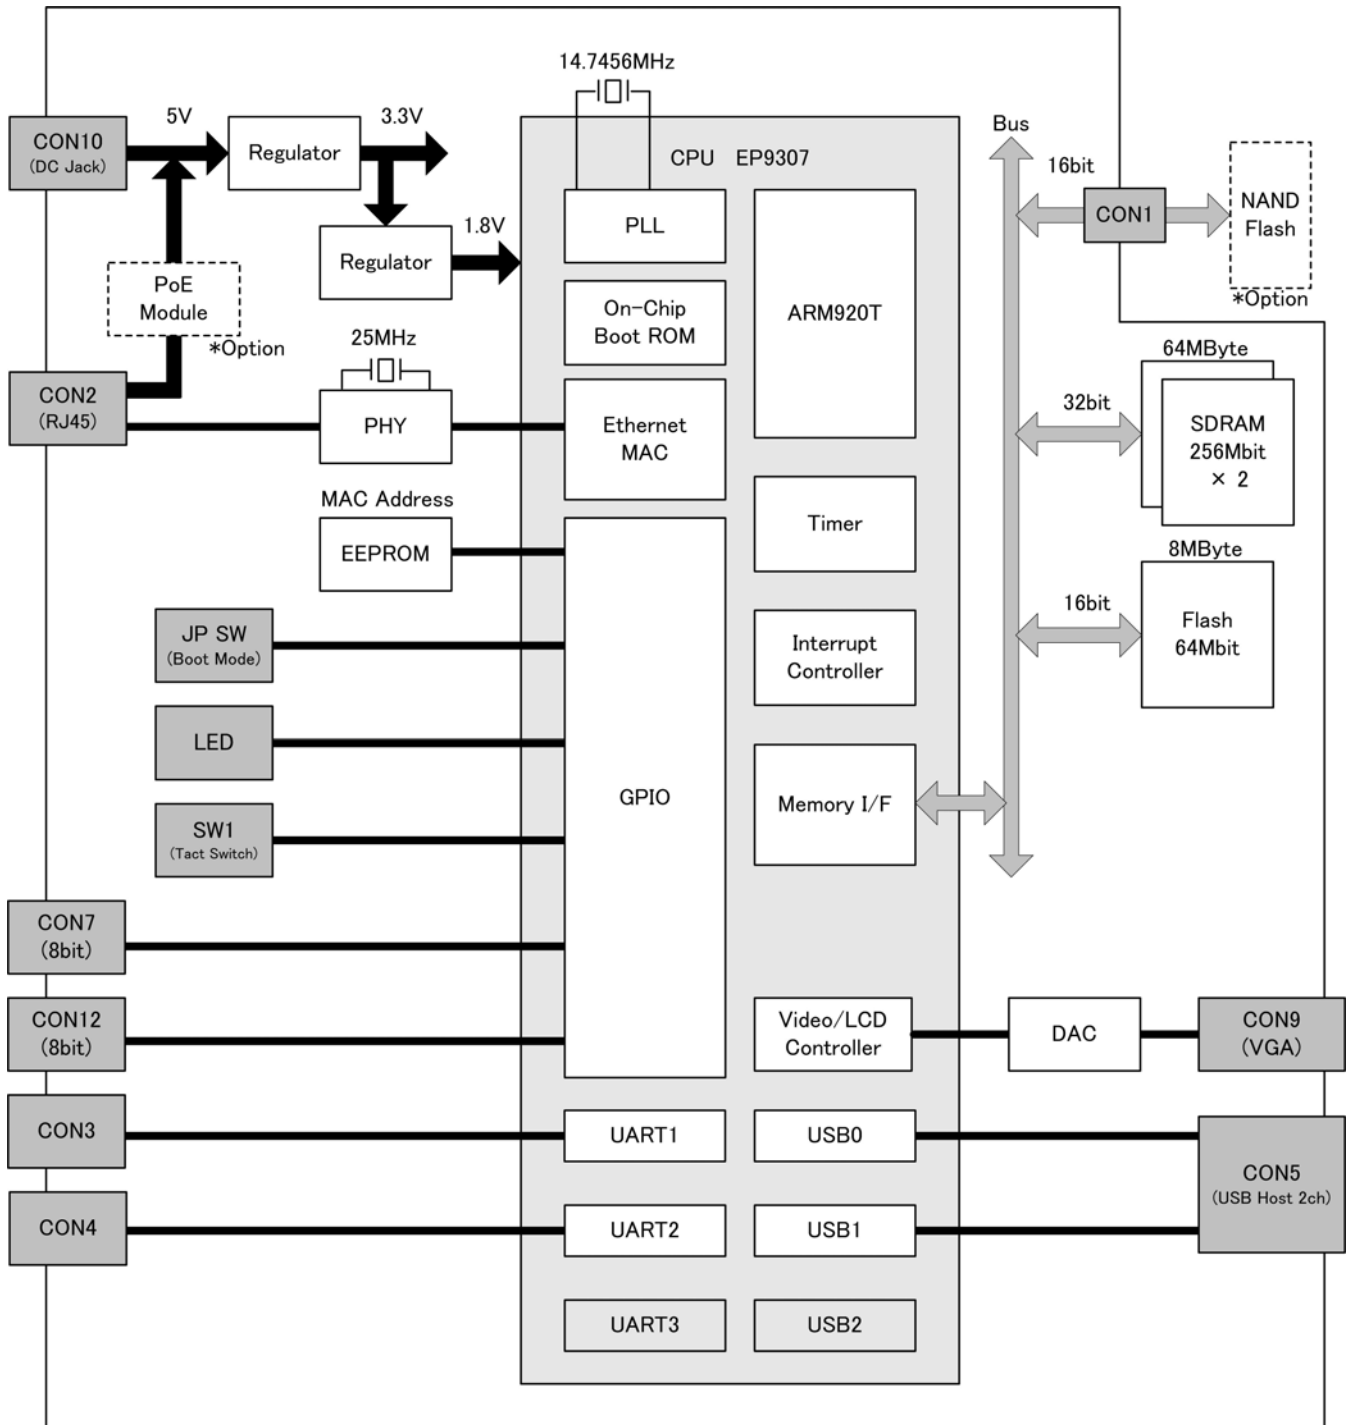 14.7456MHz
CON10
(DC Jack)
5V
Regulator
3.3V
CPU EP9307
Bus
16bit
CON1
NAND
Flash
*Option
PLL
Regulator
1.8V
PoE
Module
*Option
On-Chip
Boot ROM
ARM920T
25MHz
CON2
(RJ45)
PHY
Ethernet
MAC
64MByte
32bit
SDRAM
256Mbit
× 2
MAC Address
EEPROM
Timer
8MByte
16bit
Flash
64Mbit
JP SW
(Boot Mode)
Interrupt
Controller
LED
GPIO
Memory I/F
SW1
(Tact Switch)
CON7
(8bit)
CON12
(8bit)
Video/LCD
Controller
DAC
CON9
(VGA)
CON3
UART1
USB0
CON5
(USB Host 2ch)
CON4
UART2
USB1
UART3
USB2